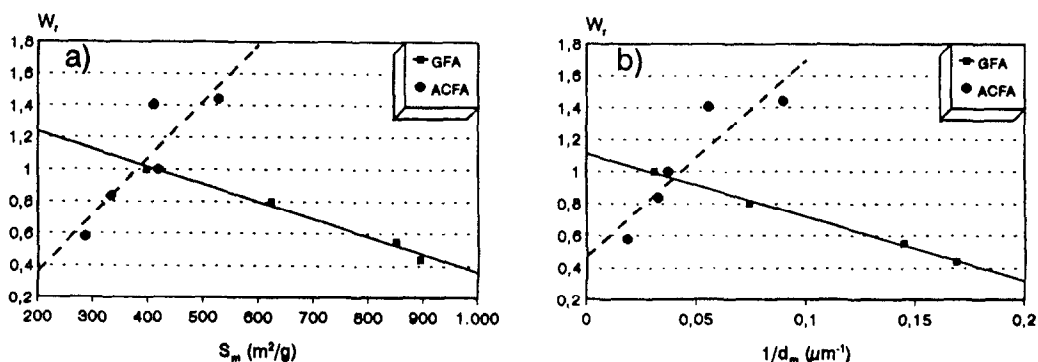 Wr
1,8
1,6
1,4
1,2
1
0,8
0,6
0,4
0,2
a)
GFA
ACFA
200 300 400 500 600 700 800 900 1.000
Sm (m²/g)
Wr
1,8
1,6
1,4
1,2
1
0,8
0,6
0,4
0,2
b)
GFA
ACFA
0 0,05 0,1 0,15 0,2
1/dm (µm⁻¹)